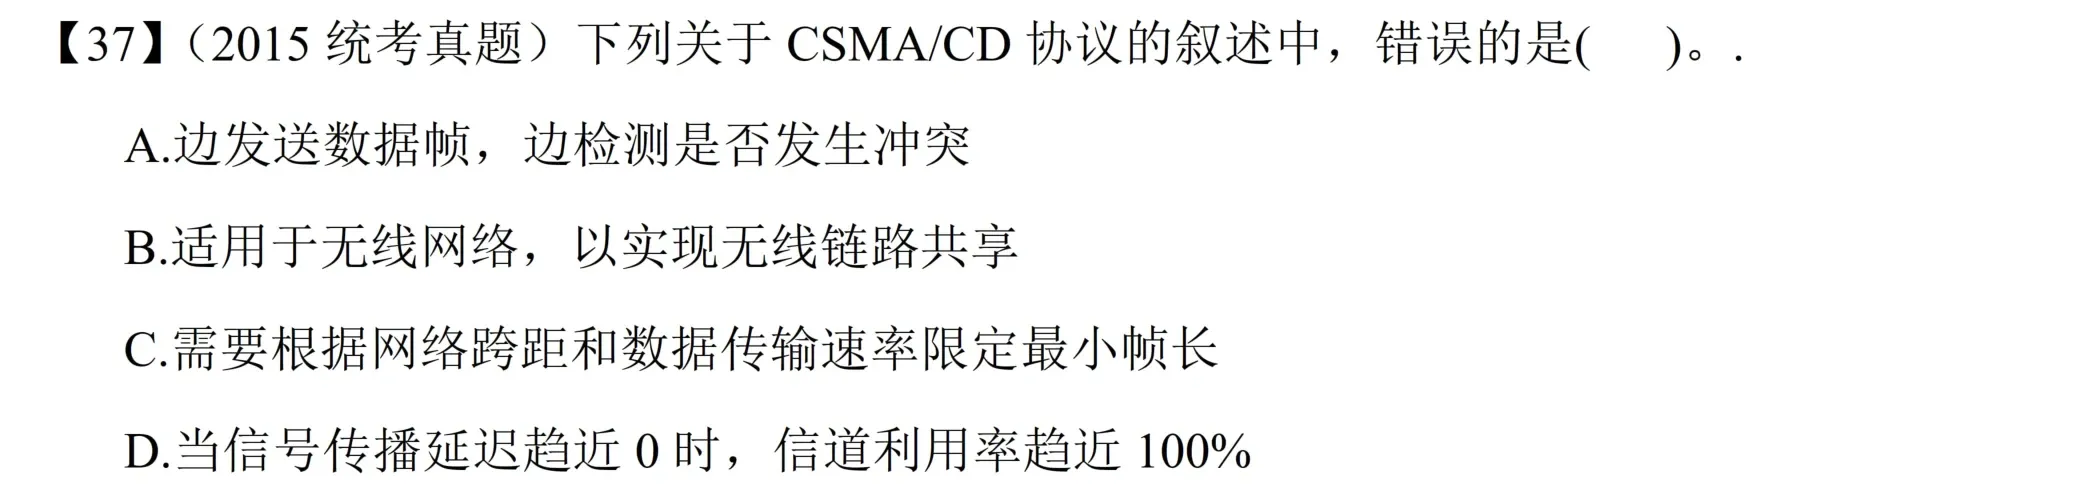 【37】（2015 统考真题）下列关于 CSMA/CD 协议的叙述中，错误的是(    )。.
A.边发送数据帧，边检测是否发生冲突
B.适用于无线网络，以实现无线链路共享
C.需要根据网络跨距和数据传输速率限定最小帧长
D.当信号传播延迟趋近 0 时，信道利用率趋近 100%